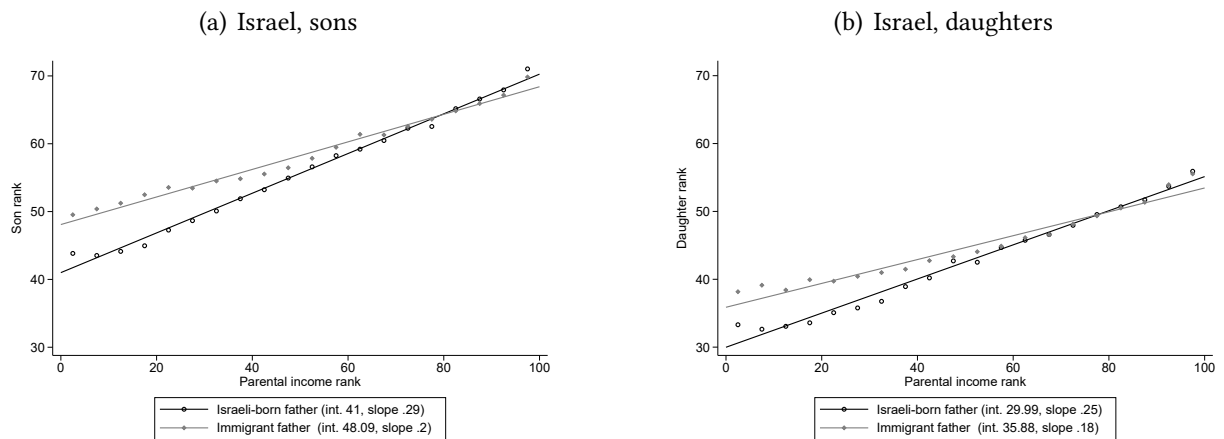 (a) Israel, sons
70
60
50
40
30
Son rank
0 20 40 60 80 100
Parental income rank
Israeli-born father (int. 41, slope .29)
Immigrant father (int. 48.09, slope .2)
(b) Israel, daughters
70
60
50
40
30
Daughter rank
0 20 40 60 80 100
Parental income rank
Israeli-born father (int. 29.99, slope .25)
Immigrant father (int. 35.88, slope .18)